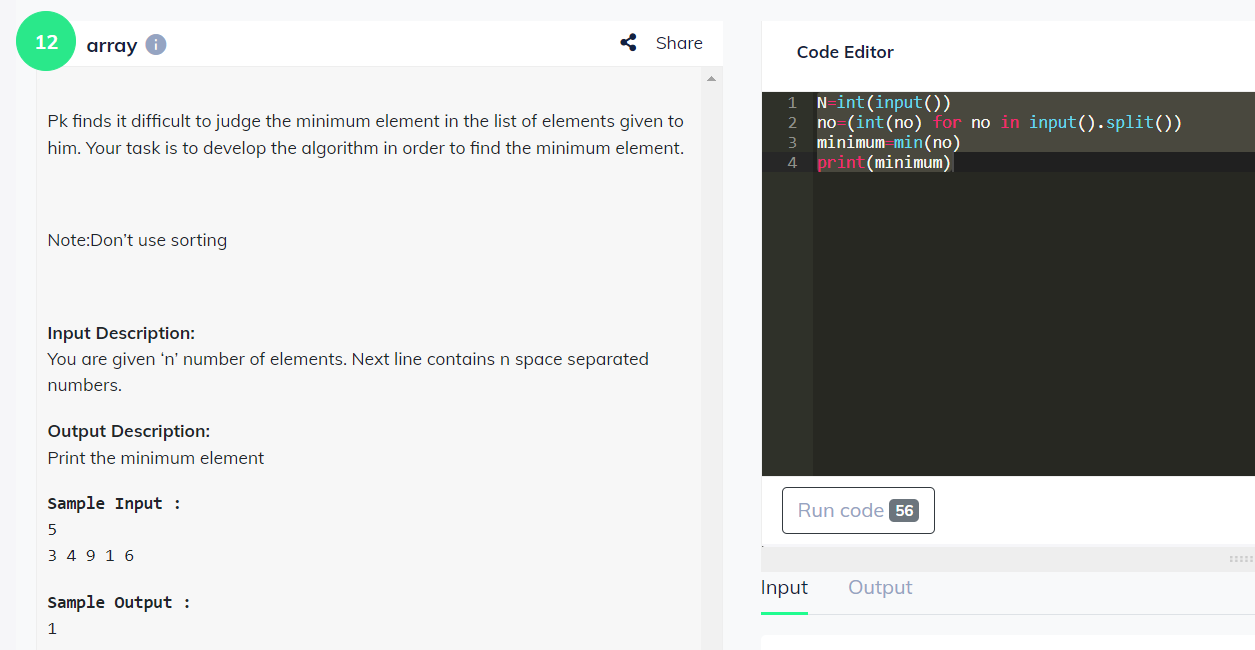 12 array i Share
Pk finds it difficult to judge the minimum element in the list of elements given to
him. Your task is to develop the algorithm in order to find the minimum element.
Note:Don't use sorting
Input Description:
You are given ‘n’ number of elements. Next line contains n space separated
numbers.
Output Description:
Print the minimum element
Sample Input :
5
3 4 9 1 6
Sample Output :
1
Code Editor
1 N=int(input())
2 no=(int(no) for no in input().split())
3 minimum=min(no)
4 print(minimum)
Run code 56
Input Output